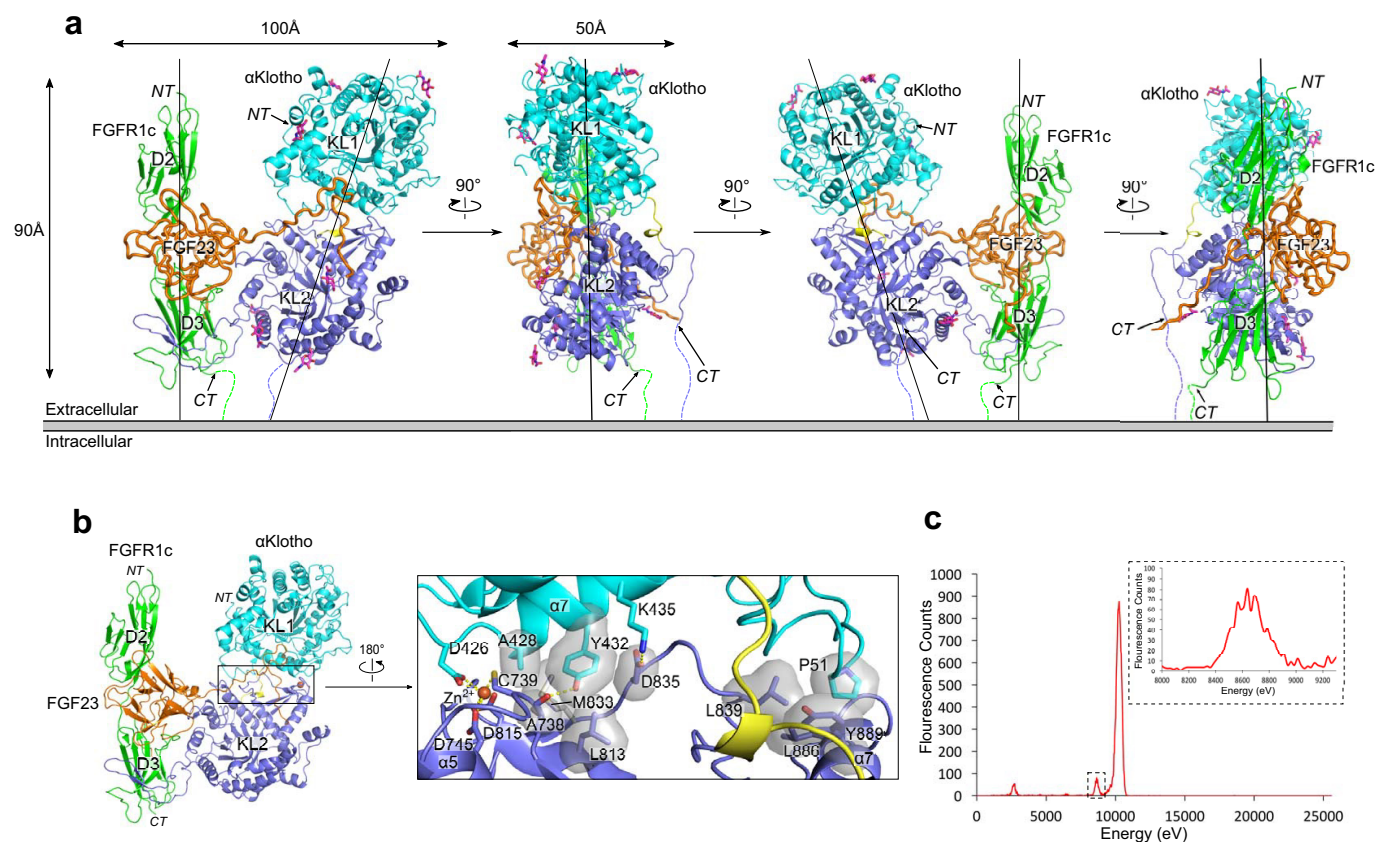 a
100Å
50Å
90Å
NT
αKlotho
FGFR1c
NT
D2
KL1
FGF23
KL2
D3
CT
90°
αKlotho
KL1
KL2
CT
CT
90°
αKlotho
NT
NT
KL1
FGFR1c
D2
FGF23
KL2
D3
CT
CT
90°
αKlotho
NT
FGFR1c
D2
FGF23
D3
CT
CT
Extracellular
Intracellular
b
FGFR1c
αKlotho
NT
NT
D2
KL1
FGF23
KL2
D3
CT
180°
α7
K435
D426
A428
Y432
P51
C739
D835
Zn2+
M833
L839
A738
D745
D815
Y889
L813
L886
α5
α7
c
Flourescence Counts
1000
900
800
700
600
500
400
300
200
100
0
0
5000
10000
15000
20000
25000
Energy (eV)
Flourescence Counts
100
90
80
70
60
50
40
30
20
10
0
8000
8200
8400
8600
8800
9000
9200
Energy (eV)